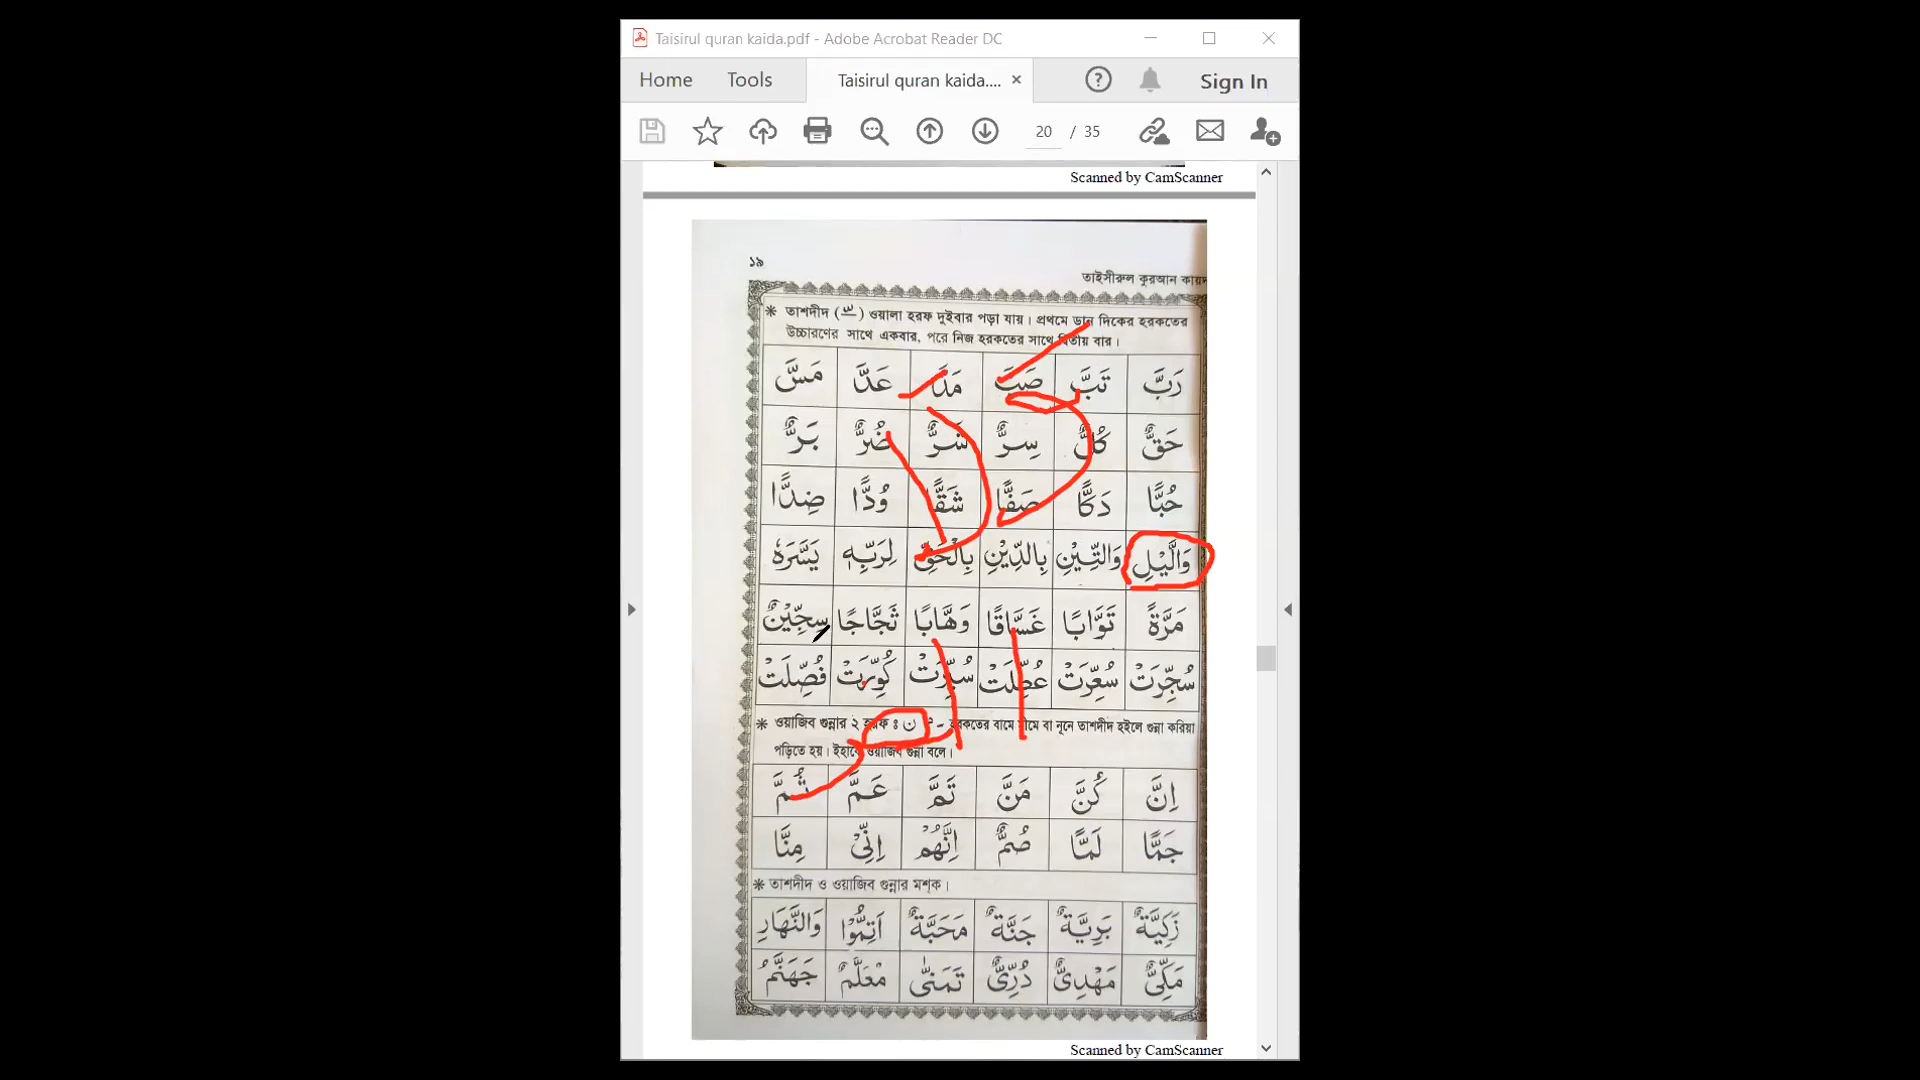 Taisirul quran kaida.pdf - Adobe Acrobat Reader DC
Home Tools Taisirul quran kaida.... Sign In
20 / 35
Scanned by CamScanner
১৯
তাইসীরুল কুরআন
* তাশদীদ ( ـّ ) ওয়ালা হরফ দুইবার পড়া যায়। প্রথমে ডান দিকের হরকতের
উচ্চারণের সাথে একবার, পরে নিজ হরকতের সাথে দ্বিতীয় বার।
رَبَّ تَبَّ صَبَّ مَدَّ عَدَّ مَسَّ
حَقٌّ كُلٌّ سِرٌّ شَرٌّ ضُرٌّ بَرٌّ
حُبًّا دَكًّا صَفًّا شَقًّا وُدًّا ضِدًّا
وَالَّيْلِ وَالتِّيْنِ بِالدِّيْنِ بِالْحَقِّ لِرَبِّهٖ يَسَّرَهٗ
مَرَّةً تَوَّابًا غَسَّاقًا وَهَّابًا ثَجَّاجًا سِجِّيْنٌ
سُجِّرَتْ سُعِّرَتْ عُطِّلَتْ سُيِّرَتْ كُوِّرَتْ فُصِّلَتْ
* ওয়াজিব গুন্নার ২ হরফ ঃ ن م - হরকতের বামে মীমে বা নূনে তাশদীদ হইলে গুন্না করিয়া
পড়িতে হয়। ইহাকে ওয়াজিব গুন্না বলে।
اِنَّ كُنَّ مَنَّ تَمَّ عَمَّ ثُمَّ
جَمًّا لَمًّا صُمٌّ اِنَّهُمْ اِنِّىْ مِنَّا
* তাশদীদ ও ওয়াজিব গুন্নার মশ্ক।
زَكِيَّةٌ بَرِيَّةٌ جَنَّةٌ مَحَبَّةٌ اَتِمُّوْا وَالنَّهَارِ
مَكِّىٌّ مَهْدِىٌّ دُرِّىٌّ تَمَنّٰى مُعَلَّمٌ جَهَنَّمُ
Scanned by CamScanner